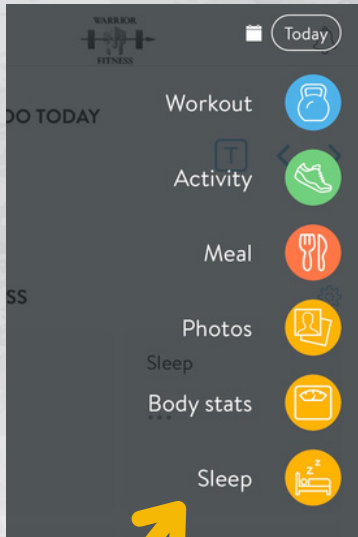 WARRIOR
FITNESS
Today
Workout
DO TODAY
T
Activity
Meal
SS
Photos
Sleep
Body stats
Sleep
z z